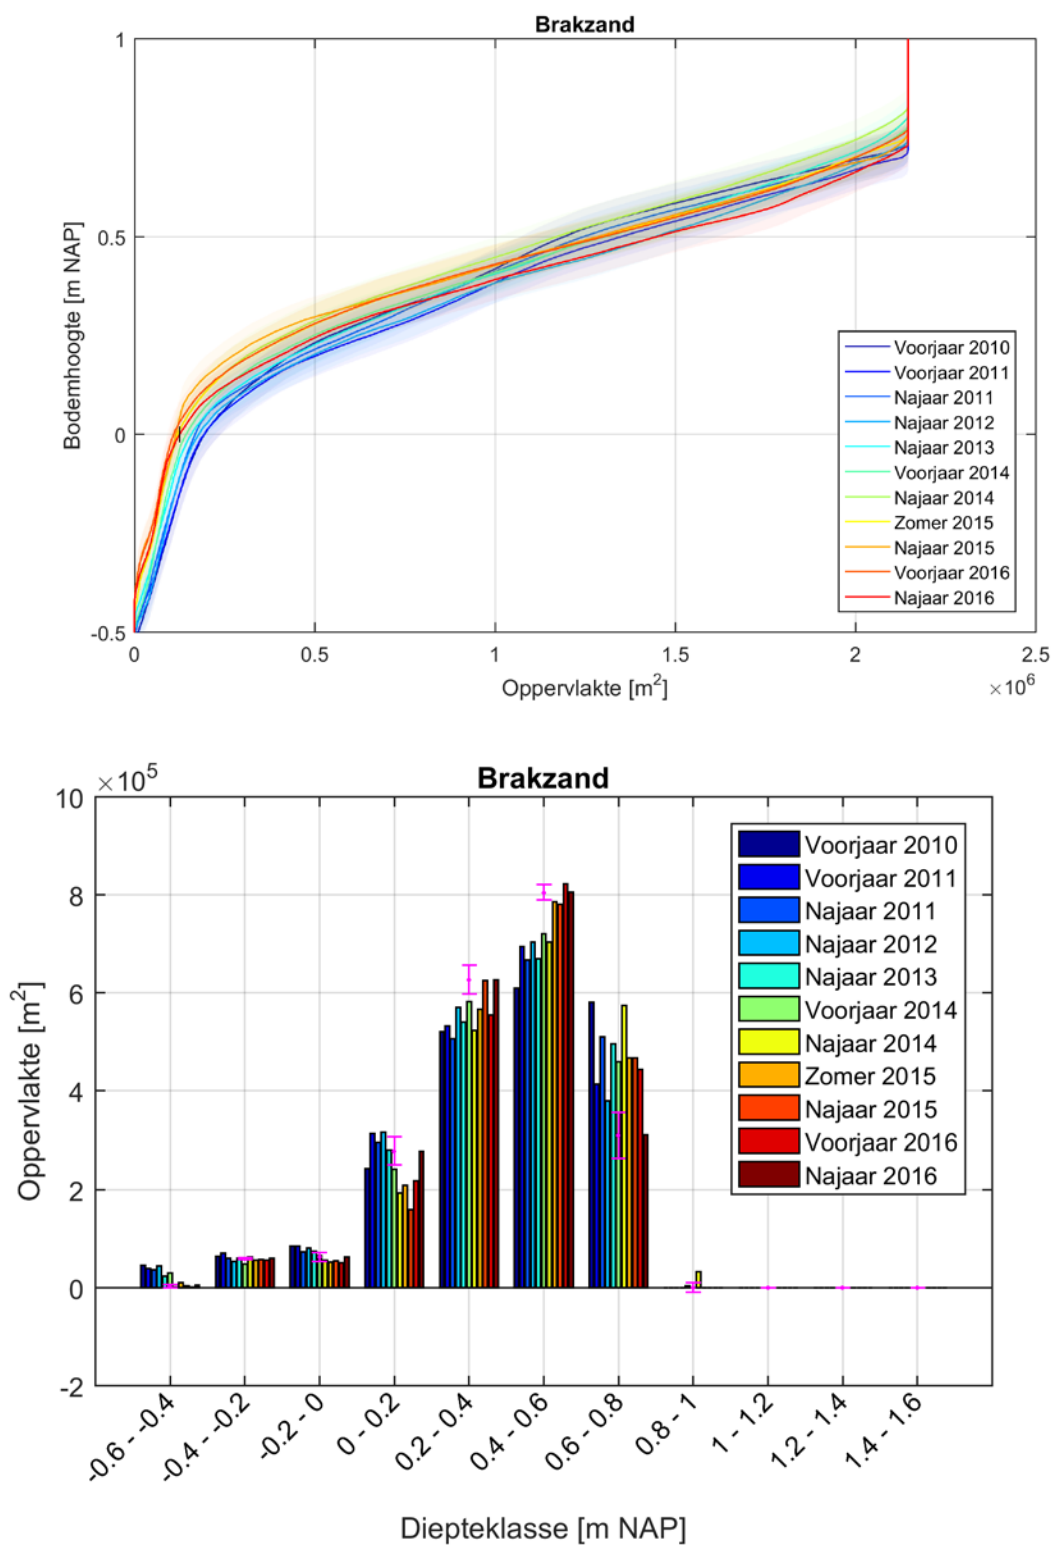 Brakzand
1
0.5
0
-0.5
Bodemhoogte [m NAP]
0 0.5 1 1.5 2 2.5
Oppervlakte [m²]
×10⁶
Voorjaar 2010
Voorjaar 2011
Najaar 2011
Najaar 2012
Najaar 2013
Voorjaar 2014
Najaar 2014
Zomer 2015
Najaar 2015
Voorjaar 2016
Najaar 2016
×10⁵
Brakzand
10
8
6
4
2
0
-2
Oppervlakte [m²]
Voorjaar 2010
Voorjaar 2011
Najaar 2011
Najaar 2012
Najaar 2013
Voorjaar 2014
Najaar 2014
Zomer 2015
Najaar 2015
Voorjaar 2016
Najaar 2016
-0.6 - -0.4
-0.4 - -0.2
-0.2 - 0
0 - 0.2
0.2 - 0.4
0.4 - 0.6
0.6 - 0.8
0.8 - 1
1 - 1.2
1.2 - 1.4
1.4 - 1.6
Diepteklasse [m NAP]